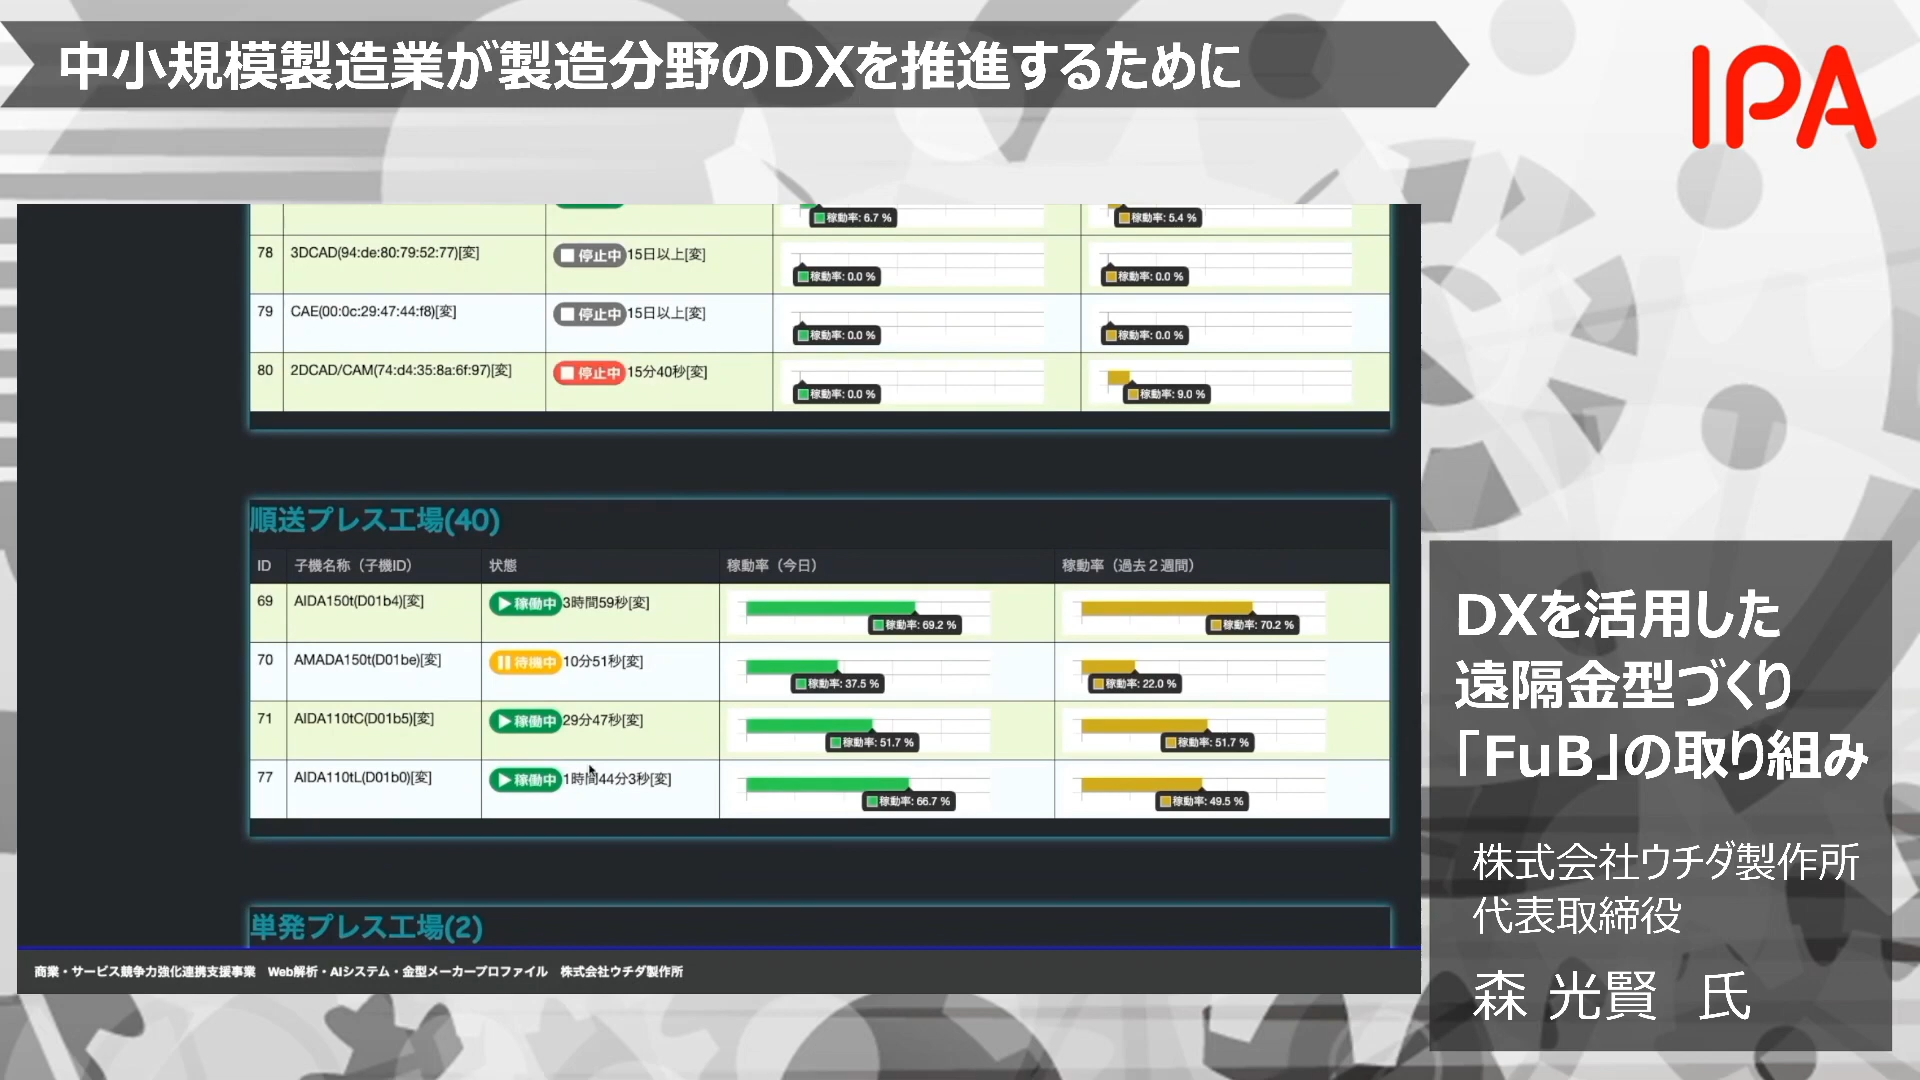 中小規模製造業が製造分野のDXを推進するために
IPA
稼動率: 6.7 %
稼動率: 5.4 %
78 3DCAD(94:de:80:79:52:77)[変] 停止中 15日以上[変] 稼動率: 0.0 % 稼動率: 0.0 %
79 CAE(00:0c:29:47:44:f8)[変] 停止中 15日以上[変] 稼動率: 0.0 % 稼動率: 0.0 %
80 2DCAD/CAM(74:d4:35:8a:6f:97)[変] 停止中 15分40秒[変] 稼動率: 0.0 % 稼動率: 9.0 %
順送プレス工場(40)
ID 子機名称（子機ID） 状態 稼動率（今日） 稼動率（過去２週間）
69 AIDA150t(D01b4)[変] 稼働中 3時間59秒[変] 稼動率: 69.2 % 稼動率: 70.2 %
70 AMADA150t(D01be)[変] 待機中 10分51秒[変] 稼動率: 37.5 % 稼動率: 22.0 %
71 AIDA110tC(D01b5)[変] 稼働中 29分47秒[変] 稼動率: 51.7 % 稼動率: 51.7 %
77 AIDA110tL(D01b0)[変] 稼働中 1時間44分3秒[変] 稼動率: 66.7 % 稼動率: 49.5 %
単発プレス工場(2)
商業・サービス競争力強化連携支援事業　Web解析・AIシステム・金型メーカープロファイル　株式会社ウチダ製作所
DXを活用した
遠隔金型づくり
「FuB」の取り組み
株式会社ウチダ製作所
代表取締役
森 光賢 氏